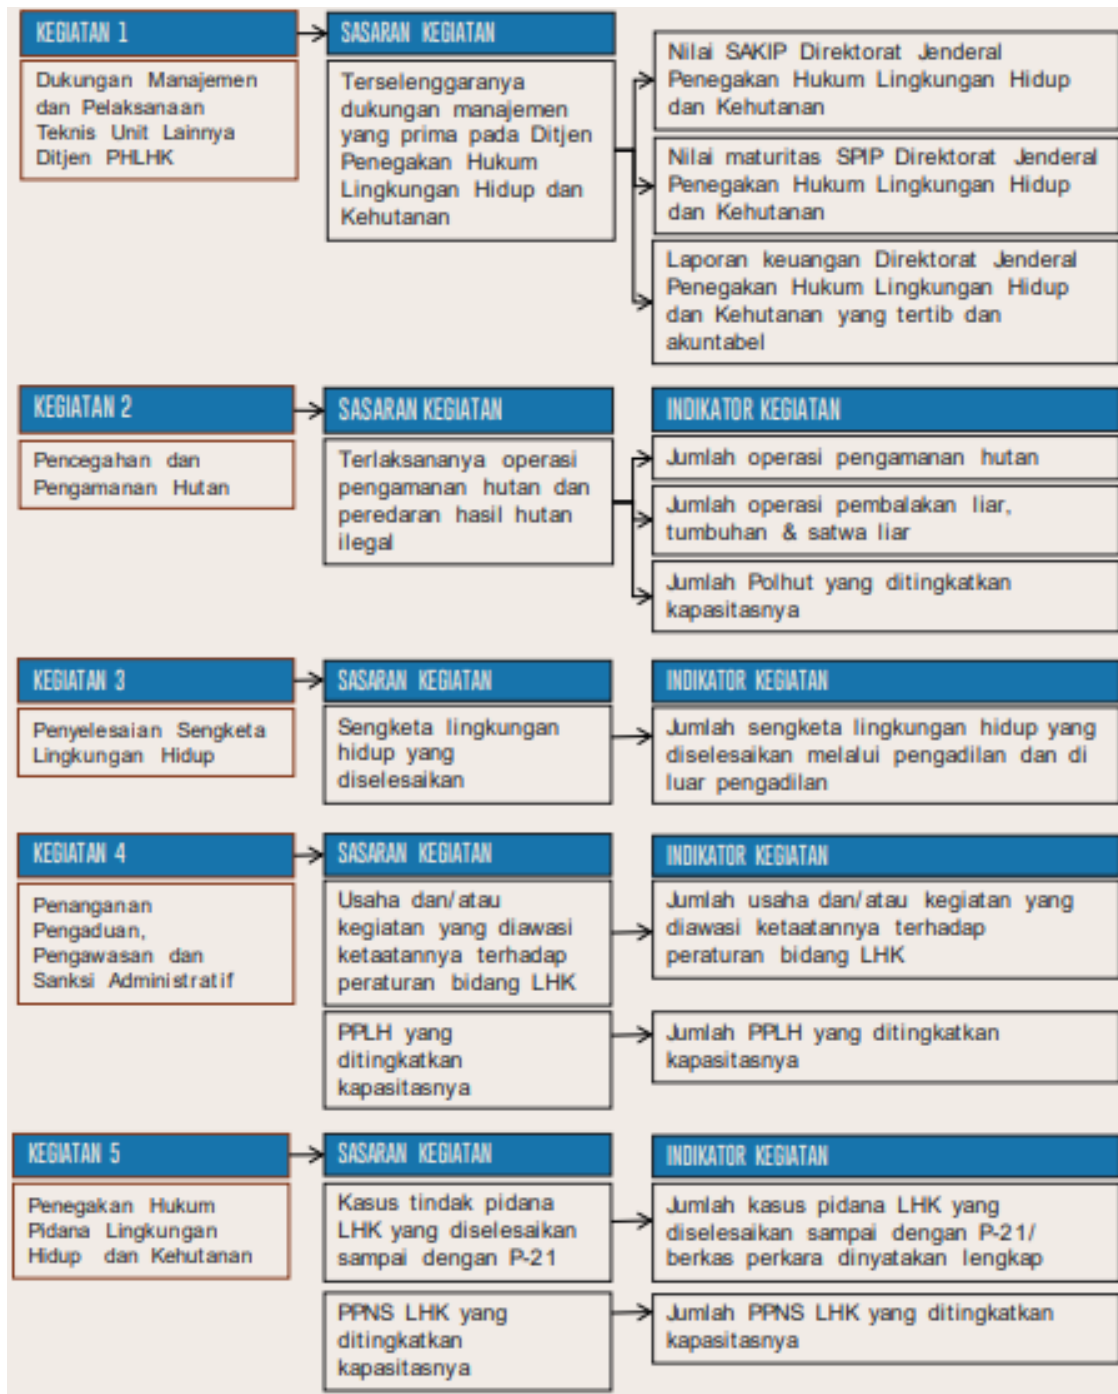 KEGIATAN 1
Dukungan Manajemen
dan Pelaksanaan
Teknis Unit Lainnya
Ditjen PHLHK
SASARAN KEGIATAN
Terselenggaranya
dukungan manajemen
yang prima pada Ditjen
Penegakan Hukum
Lingkungan Hidup dan
Kehutanan
Nilai SAKIP Direktorat Jenderal
Penegakan Hukum Lingkungan Hidup
dan Kehutanan
Nilai maturitas SPIP Direktorat Jenderal
Penegakan Hukum Lingkungan Hidup
dan Kehutanan
Laporan keuangan Direktorat Jenderal
Penegakan Hukum Lingkungan Hidup
dan Kehutanan yang tertib dan
akuntabel
KEGIATAN 2
Pencegahan dan
Pengamanan Hutan
SASARAN KEGIATAN
Terlaksananya operasi
pengamanan hutan dan
peredaran hasil hutan
ilegal
INDIKATOR KEGIATAN
Jumlah operasi pengamanan hutan
Jumlah operasi pembalakan liar,
tumbuhan & satwa liar
Jumlah Polhut yang ditingkatkan
kapasitasnya
KEGIATAN 3
Penyelesaian Sengketa
Lingkungan Hidup
SASARAN KEGIATAN
Sengketa lingkungan
hidup yang
diselesaikan
INDIKATOR KEGIATAN
Jumlah sengketa lingkungan hidup yang
diselesaikan melalui pengadilan dan di
luar pengadilan
KEGIATAN 4
Penanganan
Pengaduan,
Pengawasan dan
Sanksi Administratif
SASARAN KEGIATAN
Usaha dan/atau
kegiatan yang diawasi
ketaatannya terhadap
peraturan bidang LHK
INDIKATOR KEGIATAN
Jumlah usaha dan/atau kegiatan yang
diawasi ketaatannya terhadap
peraturan bidang LHK
PPLH yang
ditingkatkan
kapasitasnya
Jumlah PPLH yang ditingkatkan
kapasitasnya
KEGIATAN 5
Penegakan Hukum
Pidana Lingkungan
Hidup dan Kehutanan
SASARAN KEGIATAN
Kasus tindak pidana
LHK yang diselesaikan
sampai dengan P-21
INDIKATOR KEGIATAN
Jumlah kasus pidana LHK yang
diselesaikan sampai dengan P-21/
berkas perkara dinyatakan lengkap
PPNS LHK yang
ditingkatkan
kapasitasnya
Jumlah PPNS LHK yang ditingkatkan
kapasitasnya